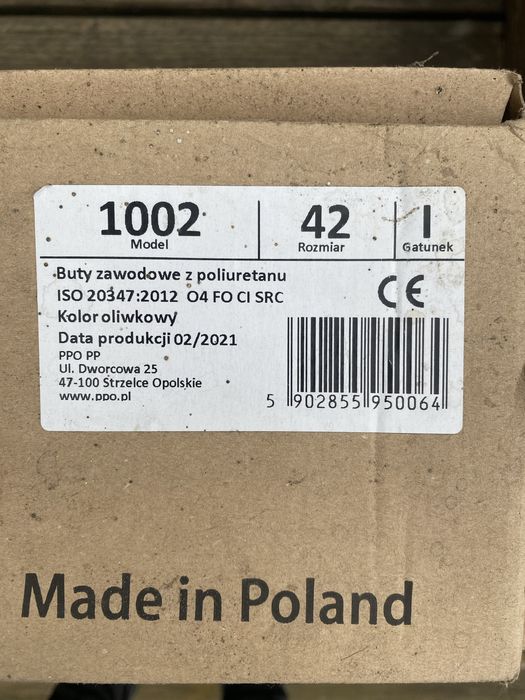 1002 42 I
Model Rozmiar Gatunek
Buty zawodowe z poliuretanu
ISO 20347:2012 O4 FO CI SRC
CE
Kolor oliwkowy
Data produkcji 02/2021
PPO PP
Ul. Dworcowa 25
47-100 Strzelce Opolskie
www.ppo.pl
5 902855 950064
Made in Poland